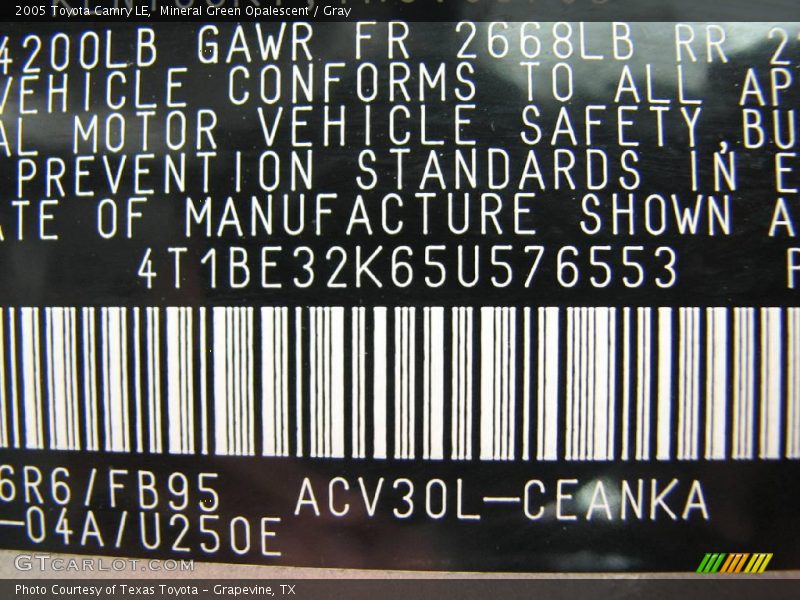 2005 Toyota Camry LE,  Mineral Green Opalescent / Gray
4200LB GAWR FR 2668LB RR
VEHICLE CONFORMS TO ALL AP
AL MOTOR VEHICLE SAFETY,BU
PREVENTION STANDARDS IN E
ATE OF MANUFACTURE SHOWN A
4T1BE32K65U576553
6R6/FB95 ACV30L-CEANKA
-04A/U250E
GTCARLOT.COM
Photo Courtesy of Texas Toyota - Grapevine, TX